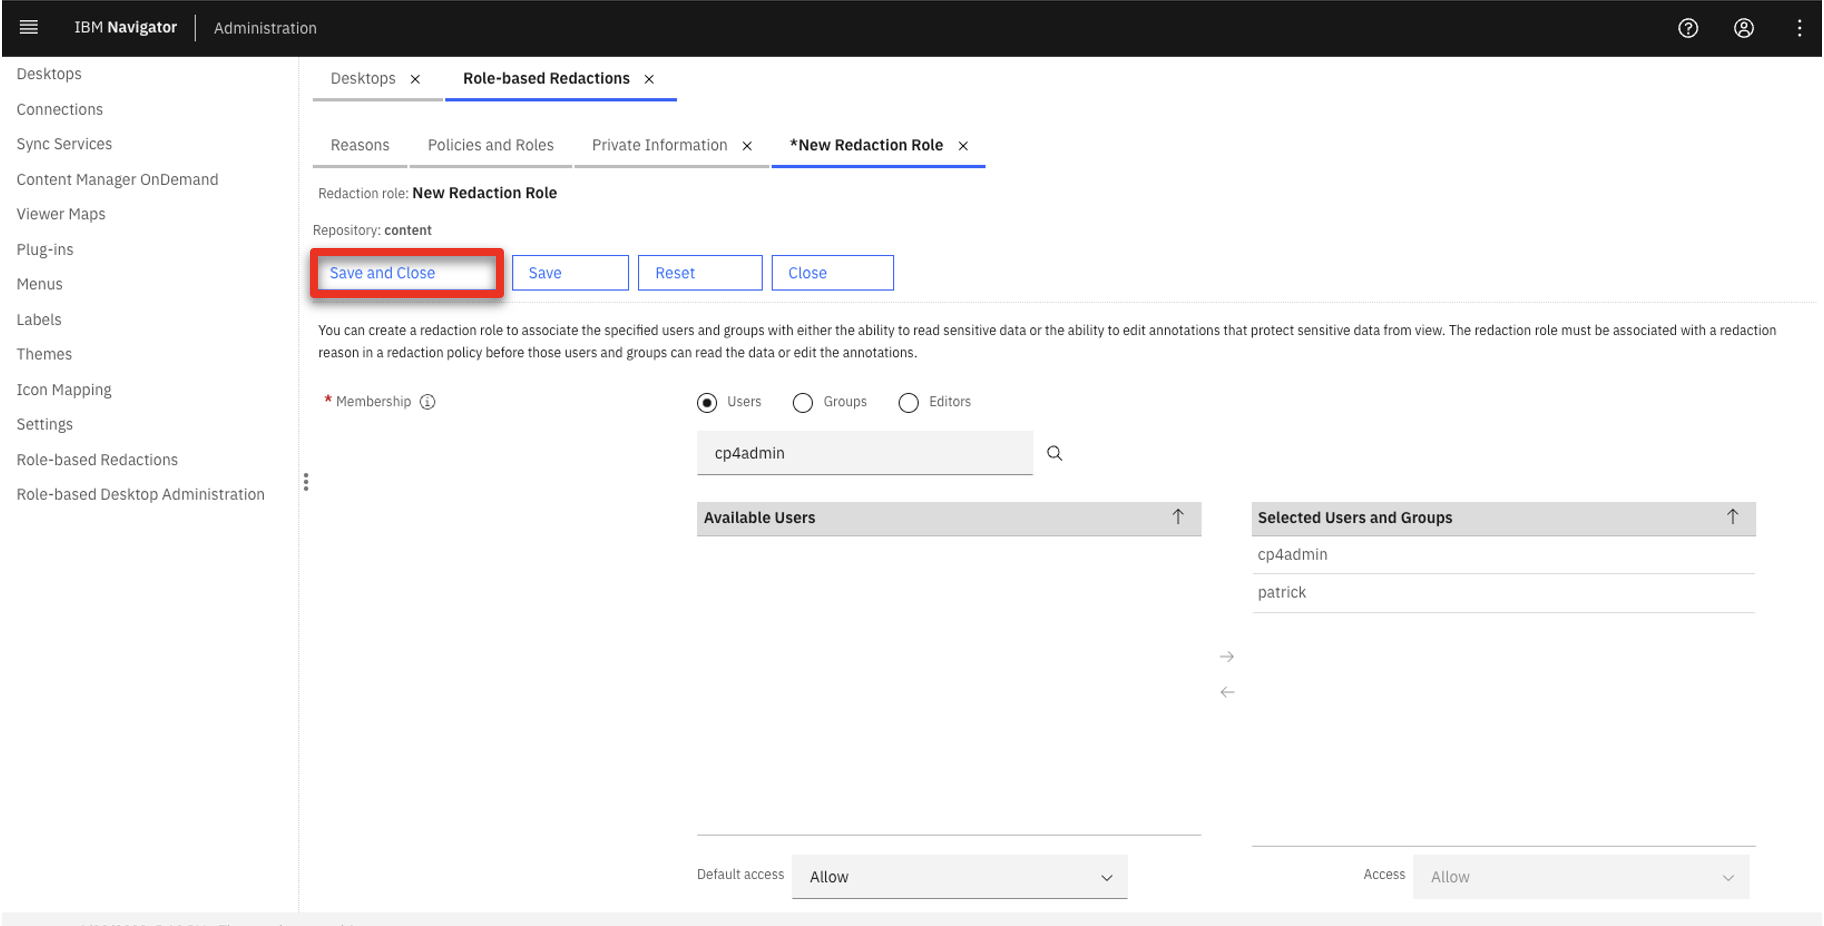 IBM Navigator Administration
Desktops
Connections
Sync Services
Content Manager OnDemand
Viewer Maps
Plug-ins
Menus
Labels
Themes
Icon Mapping
Settings
Role-based Redactions
Role-based Desktop Administration
Desktops Role-based Redactions
Reasons Policies and Roles Private Information *New Redaction Role
Redaction role: New Redaction Role
Repository: content
Save and Close Save Reset Close
You can create a redaction role to associate the specified users and groups with either the ability to read sensitive data or the ability to edit annotations that protect sensitive data from view. The redaction role must be associated with a redaction
reason in a redaction policy before those users and groups can read the data or edit the annotations.
* Membership Users Groups Editors
cp4admin
Available Users Selected Users and Groups
cp4admin
patrick
Default access Allow Access Allow